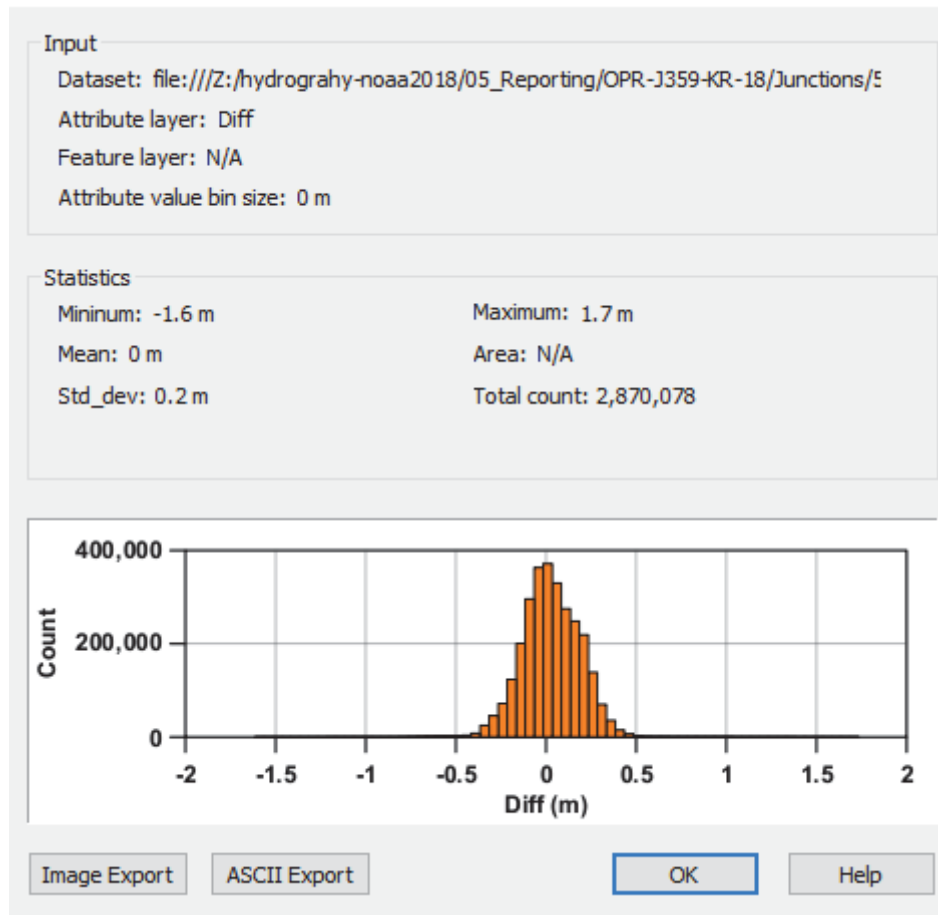 Input
Dataset: file:///Z:/hydrograhy-noaa2018/05_Reporting/OPR-J359-KR-18/Junctions/5
Attribute layer: Diff
Feature layer: N/A
Attribute value bin size: 0 m
Statistics
Mininum: -1.6 m Maximum: 1.7 m
Mean: 0 m Area: N/A
Std_dev: 0.2 m Total count: 2,870,078
400,000
200,000
0
Count
-2 -1.5 -1 -0.5 0 0.5 1 1.5 2
Diff (m)
Image Export ASCII Export OK Help